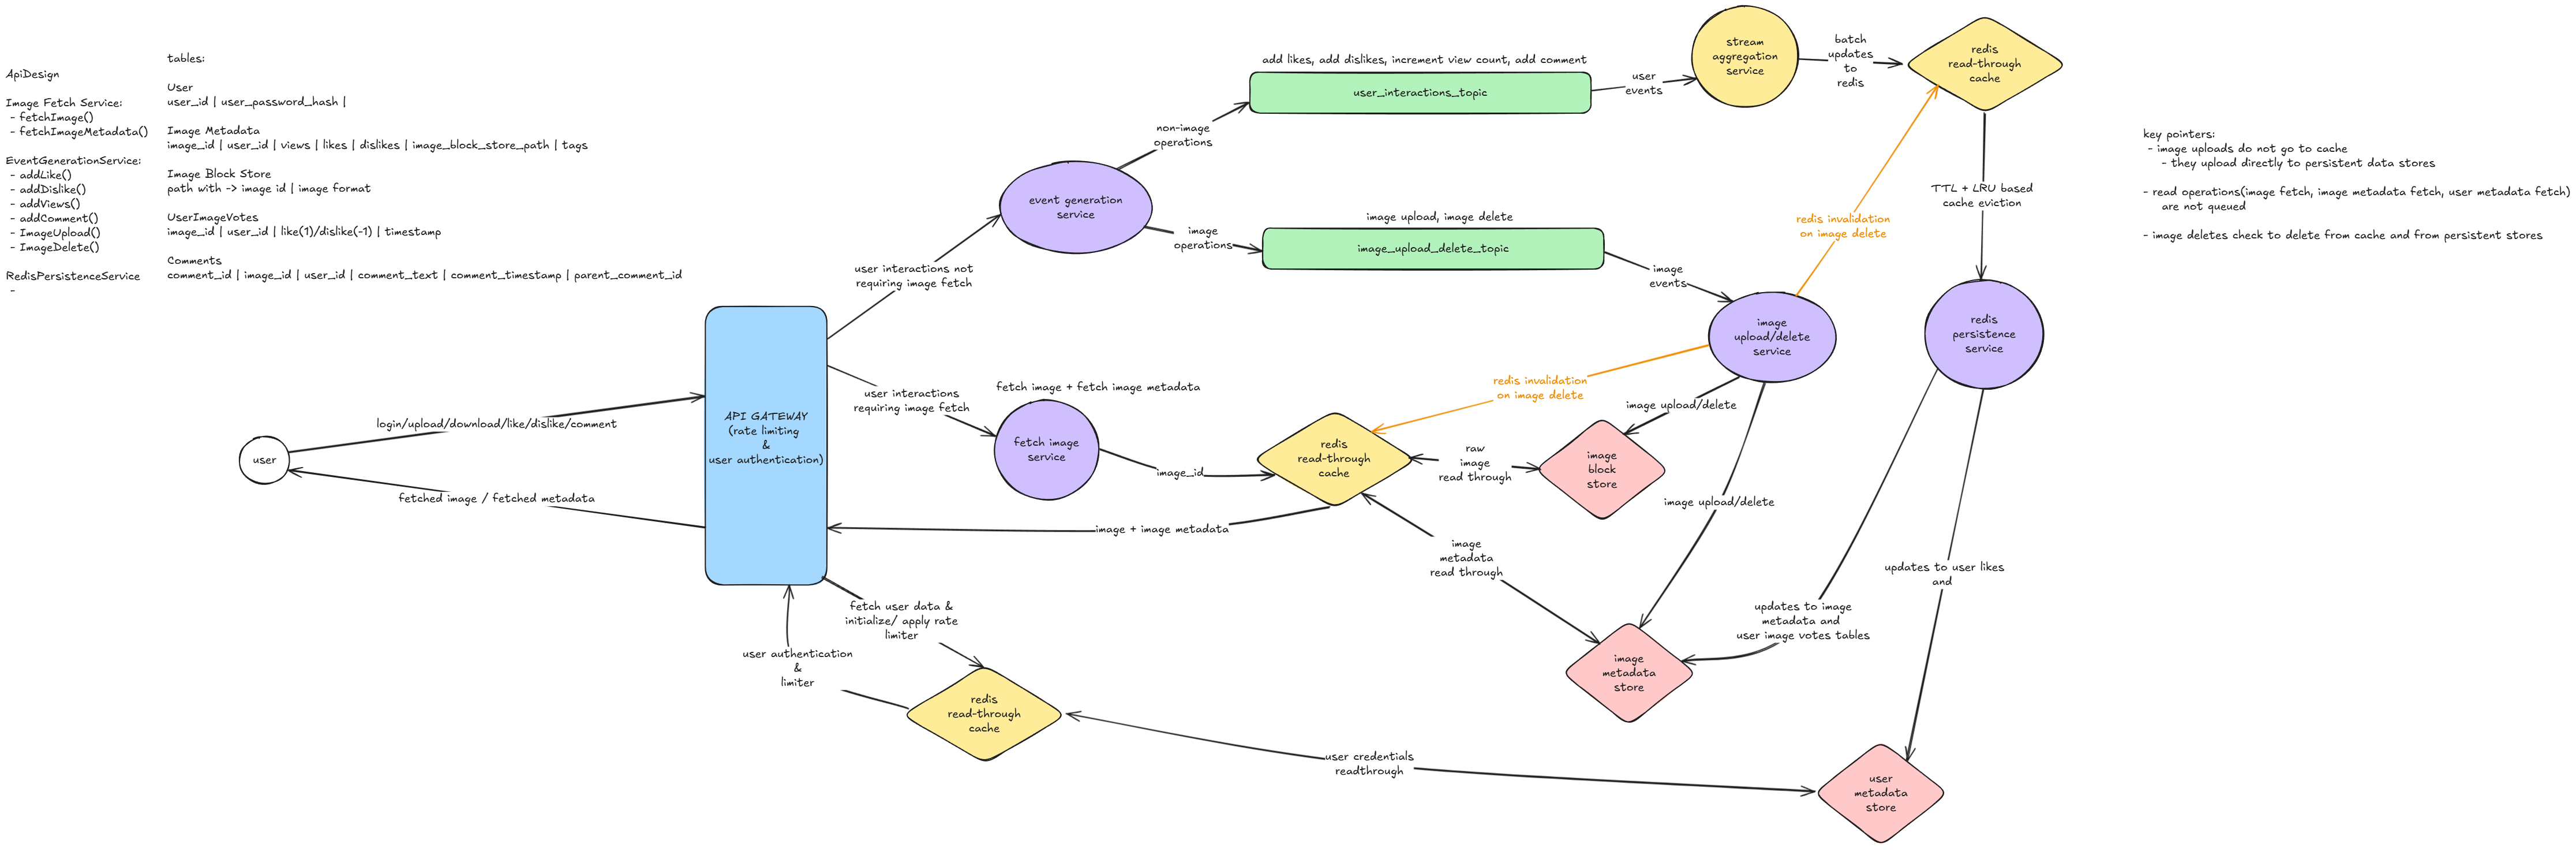 ApiDesign
Image Fetch Service:
- fetchImage()
- fetchImageMetadata()
EventGenerationService:
- addLike()
- addDislike()
- addViews()
- addComment()
- ImageUpload()
- ImageDelete()
RedisPersistenceService
-
tables:
User
user_id | user_password_hash |
Image Metadata
image_id | user_id | views | likes | dislikes | image_block_store_path | tags
Image Block Store
path with -> image id | image format
UserImageVotes
image_id | user_id | like(1)/dislike(-1) | timestamp
Comments
comment_id | image_id | user_id | comment_text | comment_timestamp | parent_comment_id
user
login/upload/download/like/dislike/comment
fetched image / fetched metadata
API GATEWAY
(rate limiting
&
user authentication)
user interactions not
requiring image fetch
event generation
service
non-image
operations
add likes, add dislikes, increment view count, add comment
user_interactions_topic
user
events
stream
aggregation
service
batch
updates
to
redis
redis
read-through
cache
image
operations
image upload, image delete
image_upload_delete_topic
image
events
image
upload/delete
service
redis invalidation
on image delete
TTL + LRU based
cache eviction
redis
persistence
service
user interactions
requiring image fetch
fetch image + fetch image metadata
fetch image
service
image_id
redis
read-through
cache
redis invalidation
on image delete
raw
image
read through
image upload/delete
image
block
store
image upload/delete
image + image metadata
image
metadata
read through
image
metadata
store
updates to image
metadata and
user image votes tables
updates to user likes
and
fetch user data &
initialize/ apply rate
limiter
user authentication
&
limiter
redis
read-through
cache
user credentials
readthrough
user
metadata
store
key pointers:
- image uploads do not go to cache
- they upload directly to persistent data stores
- read operations(image fetch, image metadata fetch, user metadata fetch)
are not queued
- image deletes check to delete from cache and from persistent stores